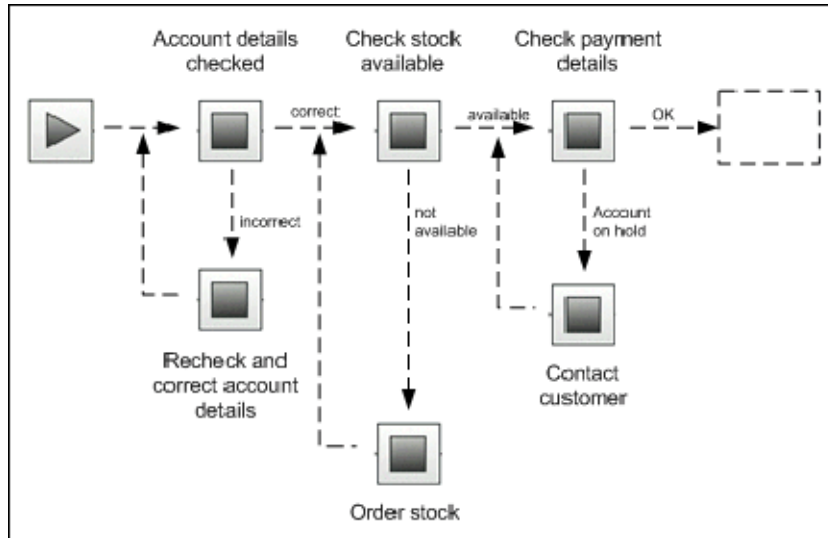 Account details
checked
Check stock
available
Check payment
details
correct
available
OK
incorrect
not
available
Account
on hold
Recheck and
correct account
details
Contact
customer
Order stock